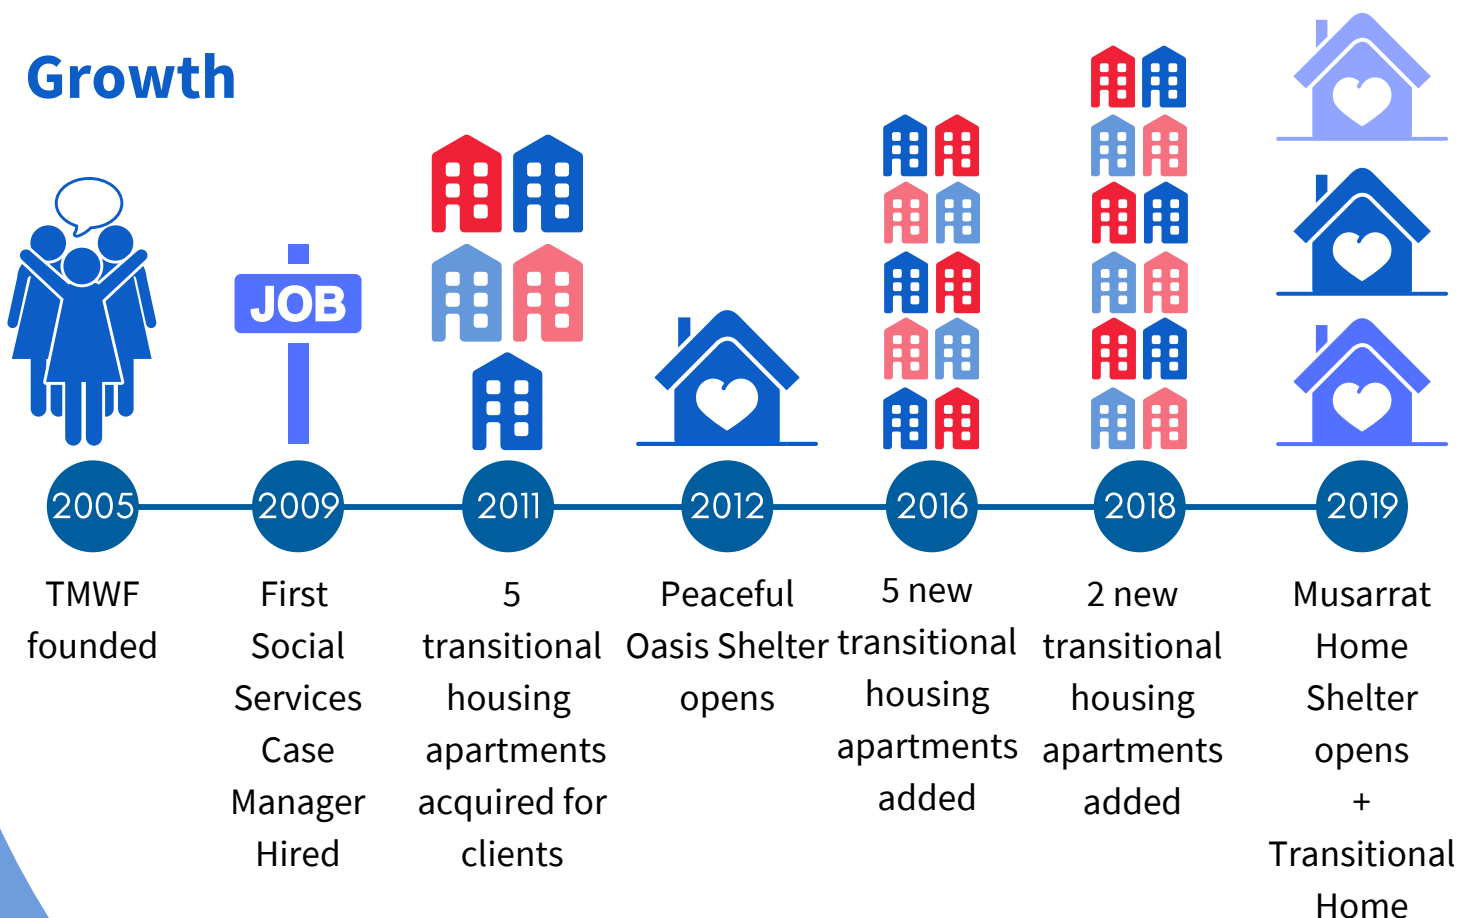 Growth
JOB
2005
2009
2011
2012
2016
2018
2019
TMWF
founded
First
Social
Services
Case
Manager
Hired
5
transitional
housing
apartments
acquired for
clients
Peaceful
Oasis Shelter
opens
5 new
transitional
housing
apartments
added
2 new
transitional
housing
apartments
added
Musarrat
Home
Shelter
opens
+
Transitional
Home